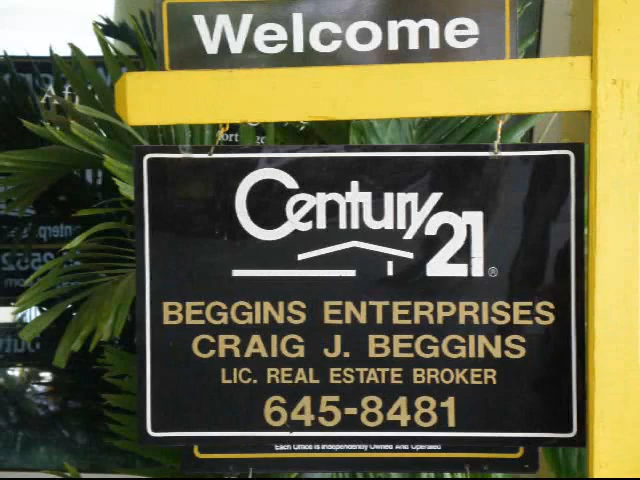 Welcome
Century 21®
BEGGINS ENTERPRISES
CRAIG J. BEGGINS
LIC. REAL ESTATE BROKER
645-8481
Each Office Is Independently Owned And Operated